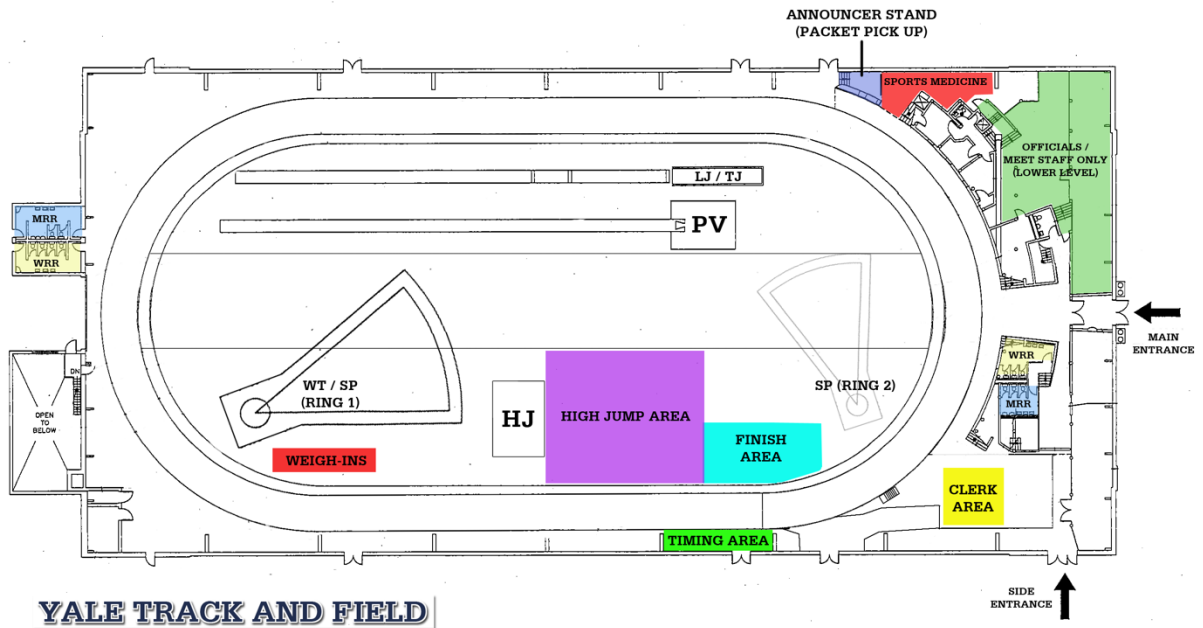 ANNOUNCER STAND
(PACKET PICK UP)
SPORTS MEDICINE
OFFICIALS /
MEET STAFF ONLY
(LOWER LEVEL)
LJ / TJ
PV
MRR
WRR
MAIN
ENTRANCE
WRR
MRR
DN
OPEN
TO
BELOW
WT / SP
(RING 1)
HJ
HIGH JUMP AREA
SP (RING 2)
FINISH
AREA
WEIGH-INS
CLERK
AREA
TIMING AREA
SIDE
ENTRANCE
YALE TRACK AND FIELD